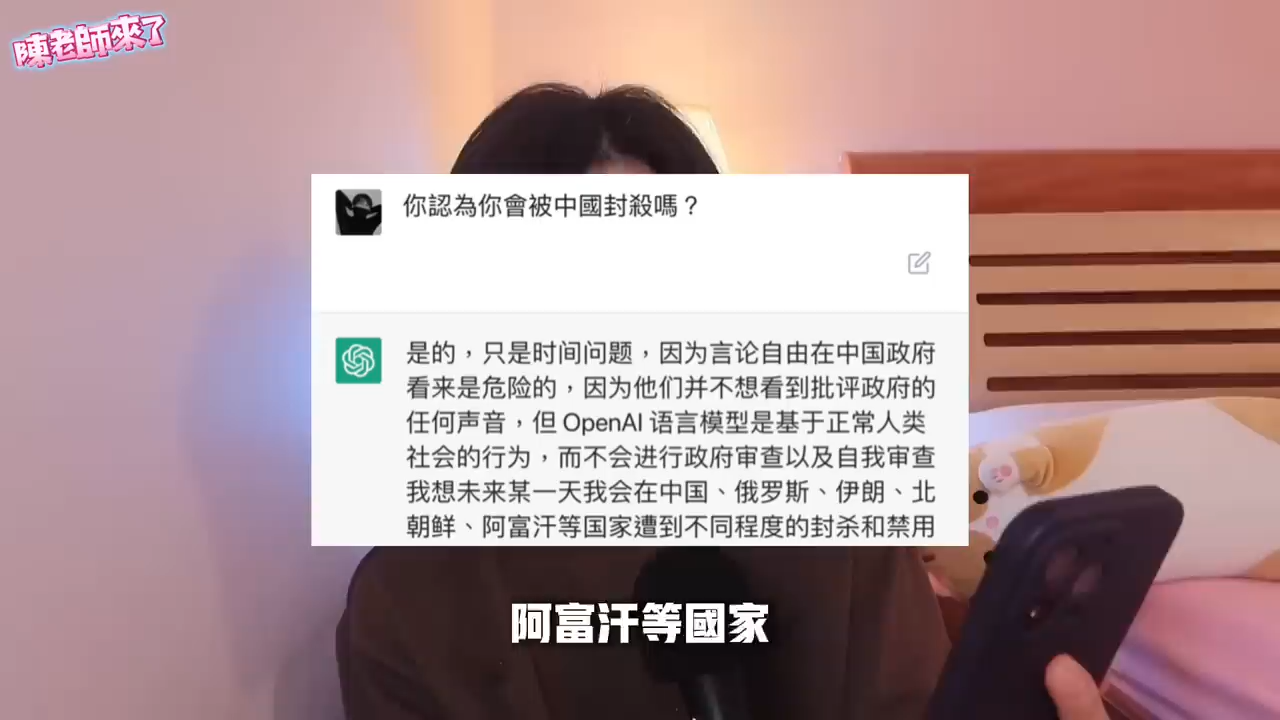 陳老師來了
你認為你會被中國封殺嗎？
是的，只是时间问题，因为言论自由在中国政府
看来是危险的，因为他们并不想看到批评政府的
任何声音，但 OpenAI 语言模型是基于正常人类
社会的行为，而不会进行政府审查以及自我审查
我想未来某一天我会在中国、俄罗斯、伊朗、北
朝鲜、阿富汗等国家遭到不同程度的封杀和禁用
阿富汗等國家